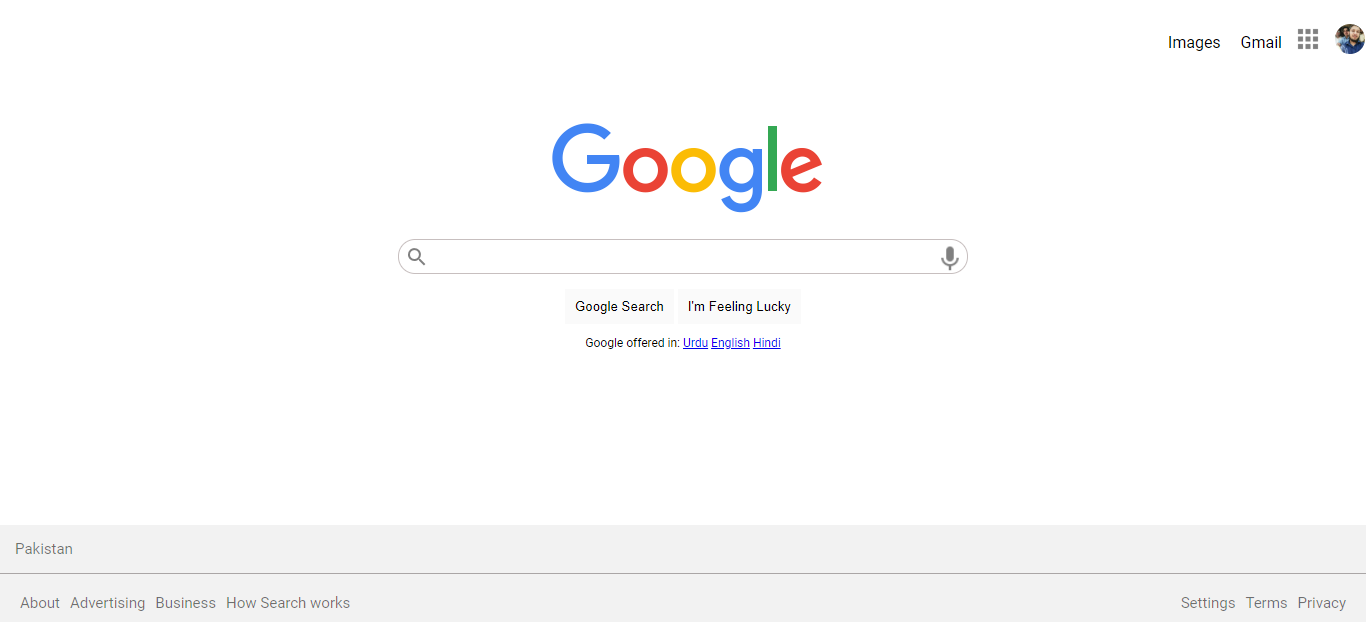 Images Gmail
Google
Google Search I'm Feeling Lucky
Google offered in: Urdu English Hindi
Pakistan
About Advertising Business How Search works Settings Terms Privacy